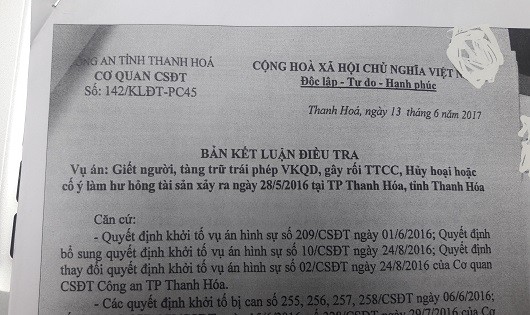 CÔNG AN TỈNH THANH HOÁ
CƠ QUAN CSĐT
Số: 142/KLĐT-PC45
CỘNG HOÀ XÃ HỘI CHỦ NGHĨA VIỆT
Độc lập - Tự do - Hạnh phúc
Thanh Hoá, ngày 13 tháng 6 năm 2017
BẢN KẾT LUẬN ĐIỀU TRA
Vụ án: Giết người, tàng trữ trái phép VKQD, gây rối TTCC, Hủy hoại hoặc
cố ý làm hư hỏng tài sản xảy ra ngày 28/5/2016 tại TP Thanh Hóa, tỉnh Thanh Hóa
Căn cứ:
- Quyết định khởi tố vụ án hình sự số 209/CSĐT ngày 01/6/2016; Quyết định
bổ sung quyết định khởi tố vụ án hình sự số 10/CSĐT ngày 24/8/2016; Quyết định
thay đổi quyết định khởi tố vụ án hình sự số 02/CSĐT ngày 24/8/2016 của Cơ quan
CSĐT Công an TP Thanh Hóa.
- Các quyết định khởi tố bị can số 255, 256, 257, 258/CSĐT ngày 06/6/2016;
ngày 29/7/2016 của Cơ